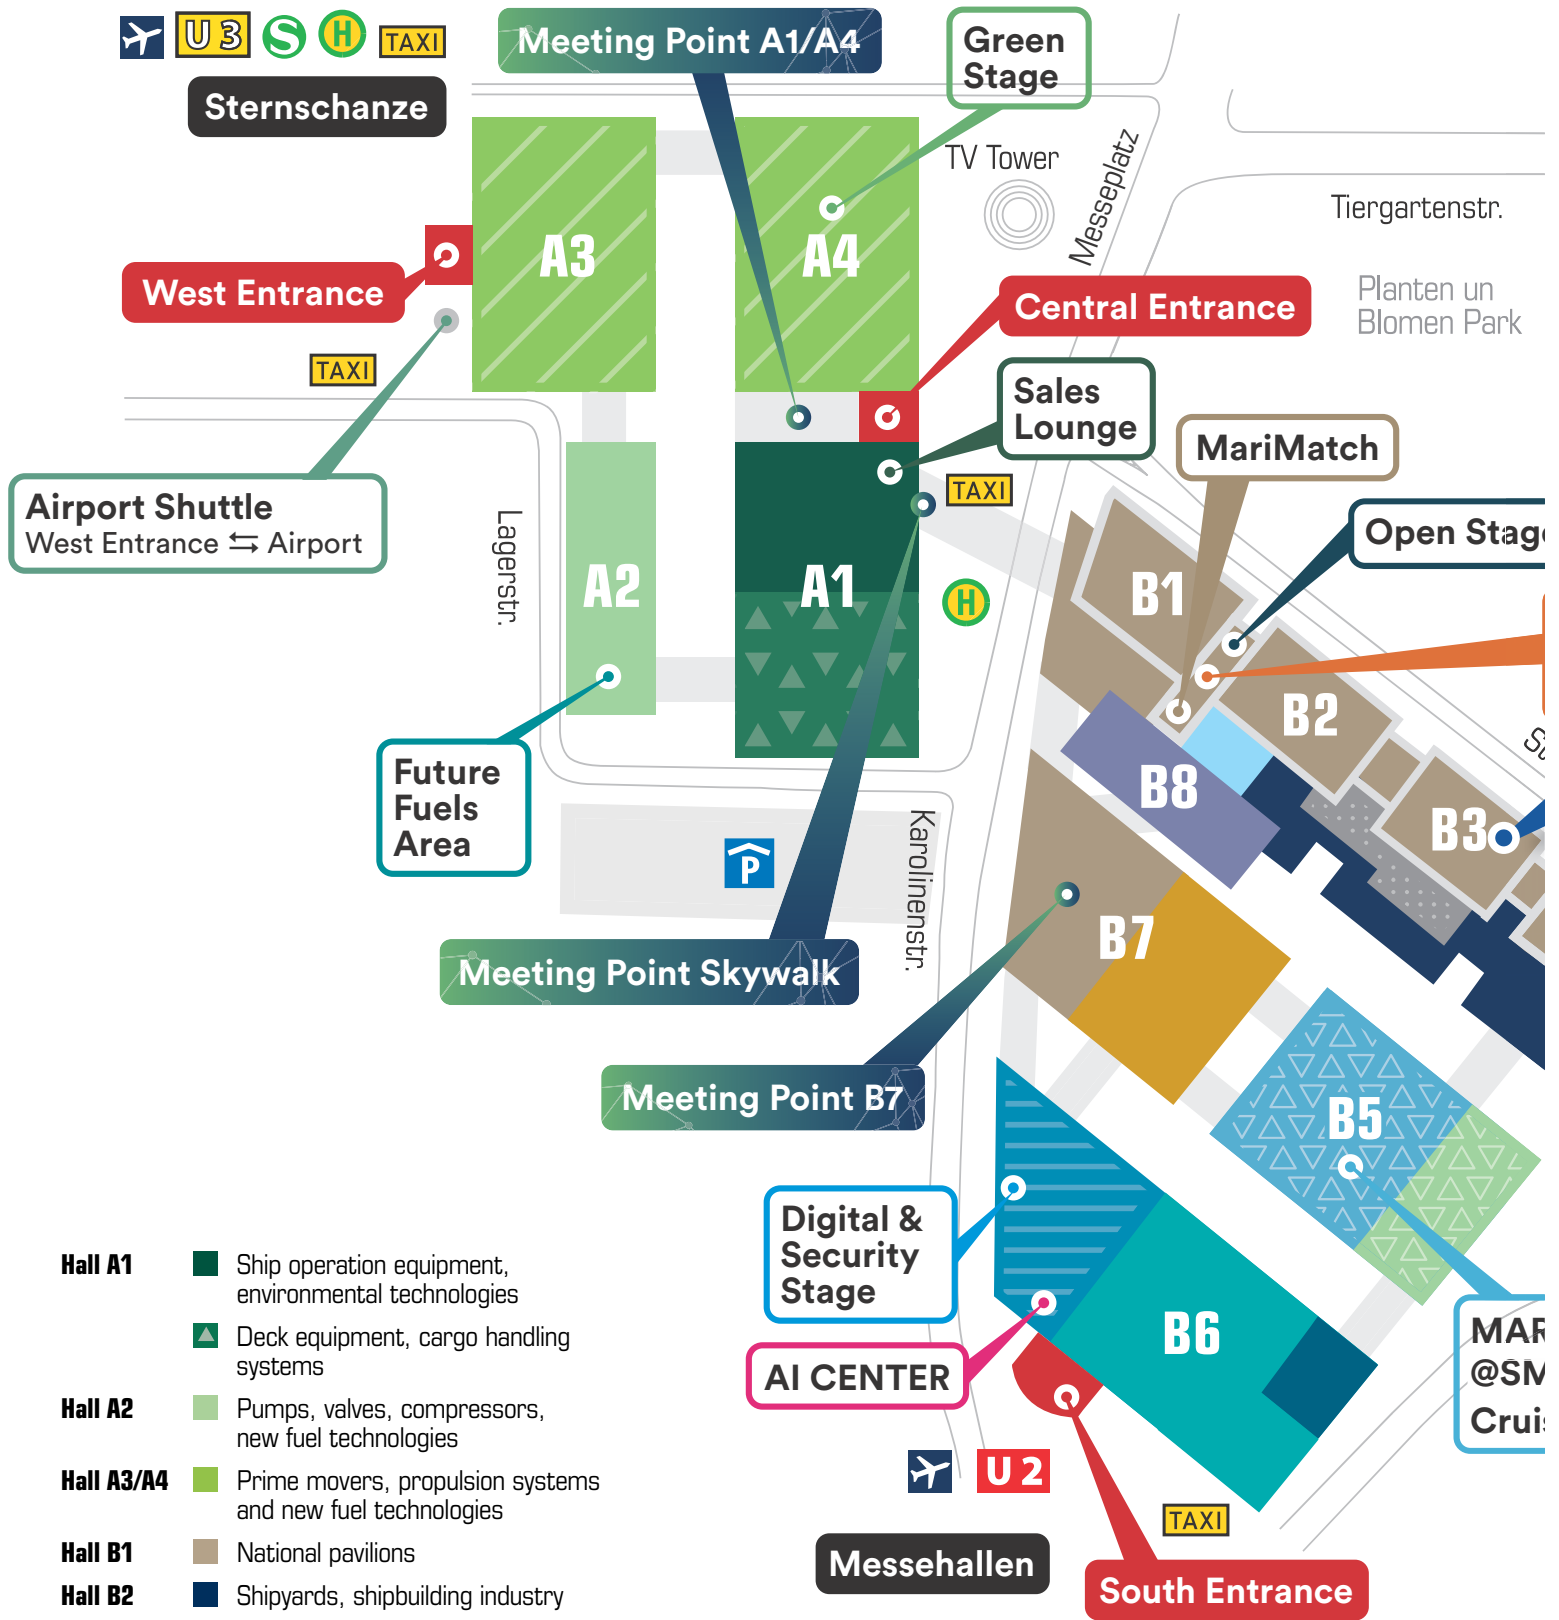 U3
S
H
TAXI
Sternschanze
Meeting Point A1/A4
Green
Stage
TV Tower
Messeplatz
Tiergartenstr.
Planten un
Blomen Park
A3
A4
West Entrance
Central Entrance
TAXI
Sales
Lounge
MariMatch
Airport Shuttle
West Entrance ⇆ Airport
TAXI
Open Stage
Lagerstr.
A2
A1
H
B1
B2
B8
B3
Future
Fuels
Area
P
Karolinenstr.
B7
Meeting Point Skywalk
Meeting Point B7
B5
Digital &
Security
Stage
AI CENTER
B6
MAR
@SM
Cruis
U2
TAXI
Messehallen
South Entrance
Hall A1 Ship operation equipment,
environmental technologies
Deck equipment, cargo handling
systems
Hall A2 Pumps, valves, compressors,
new fuel technologies
Hall A3/A4 Prime movers, propulsion systems
and new fuel technologies
Hall B1 National pavilions
Hall B2 Shipyards, shipbuilding industry